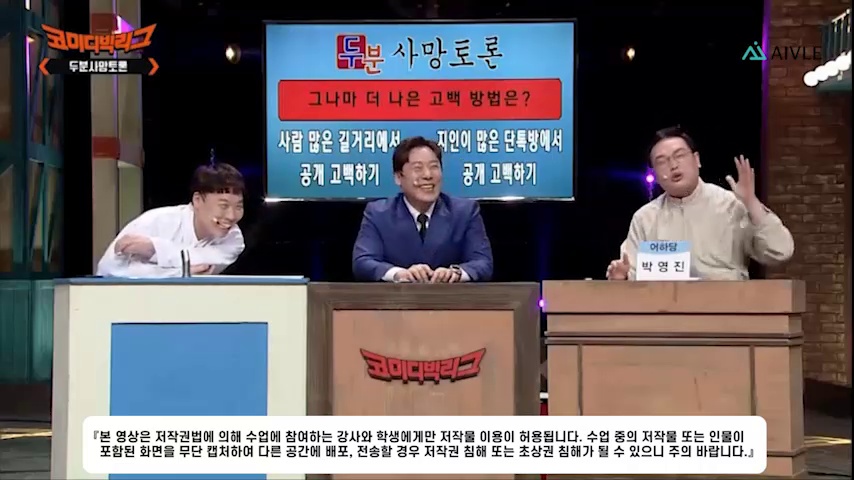 코미디빅리그
두분사망토론
AIVLE
두분 사망토론
그나마 더 나은 고백 방법은?
사람 많은 길거리에서
공개 고백하기
지인이 많은 단톡방에서
공개 고백하기
여하당
박영진
코미디빅리그
『본 영상은 저작권법에 의해 수업에 참여하는 강사와 학생에게만 저작물 이용이 허용됩니다. 수업 중의 저작물 또는 인물이
포함된 화면을 무단 캡처하여 다른 공간에 배포, 전송할 경우 저작권 침해 또는 초상권 침해가 될 수 있으니 주의 바랍니다.』